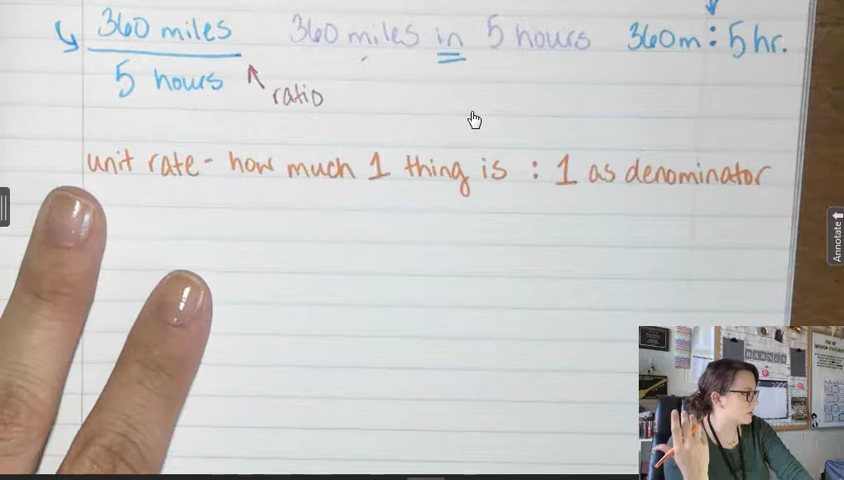 360 miles 360 miles in 5 hours 360m : 5 hr.
5 hours
ratio
unit rate - how much 1 thing is : 1 as denominator
Annotate